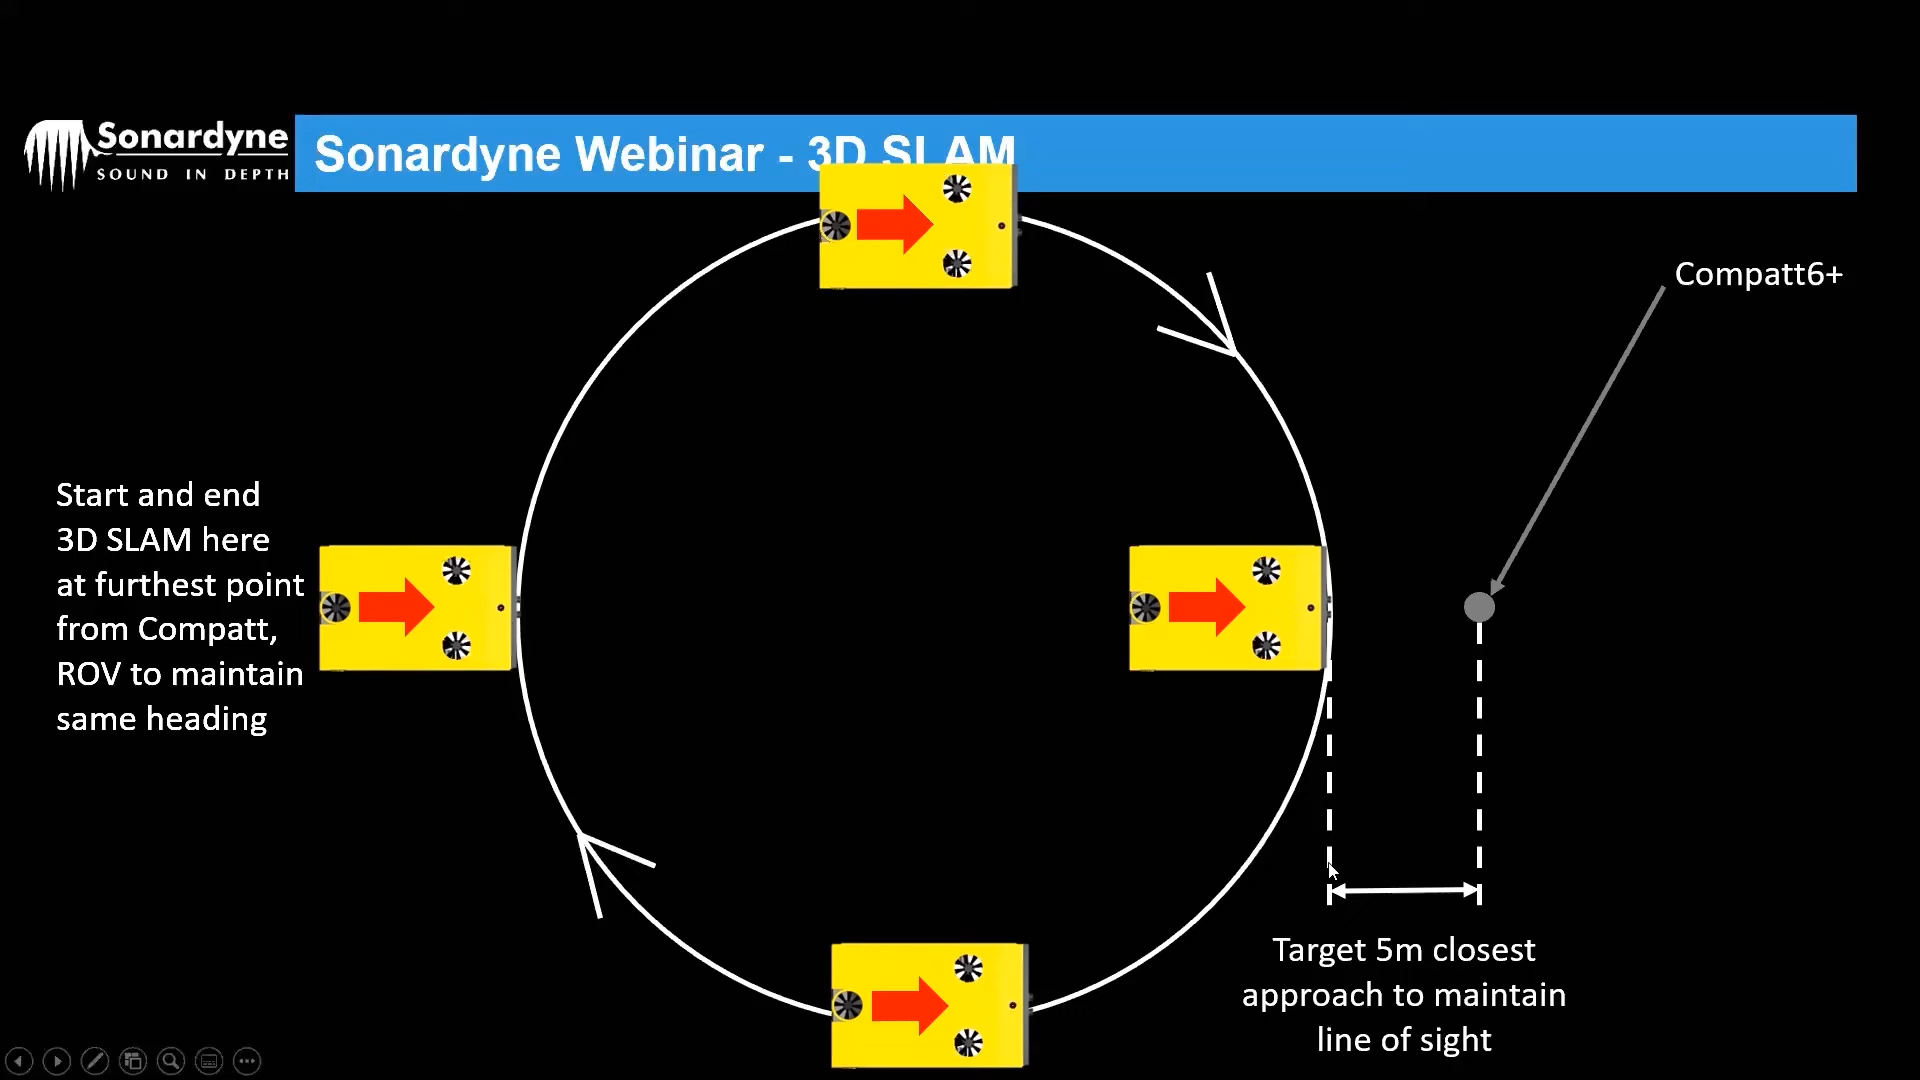 Sonardyne
SOUND IN DEPTH
Sonardyne Webinar - 3D SLAM
Compatt6+
Start and end
3D SLAM here
at furthest point
from Compatt,
ROV to maintain
same heading
Target 5m closest
approach to maintain
line of sight